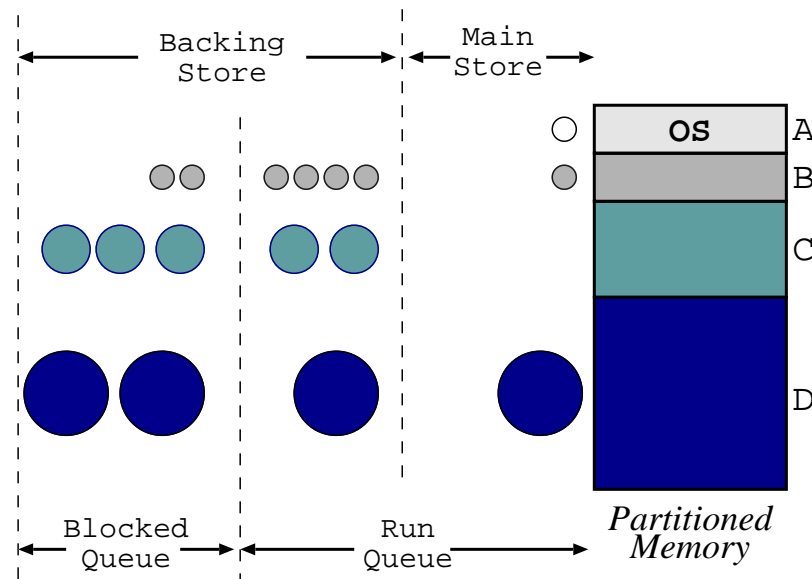 Backing
Store
Main
Store
OS
A
B
C
D
Blocked
Queue
Run
Queue
Partitioned
Memory